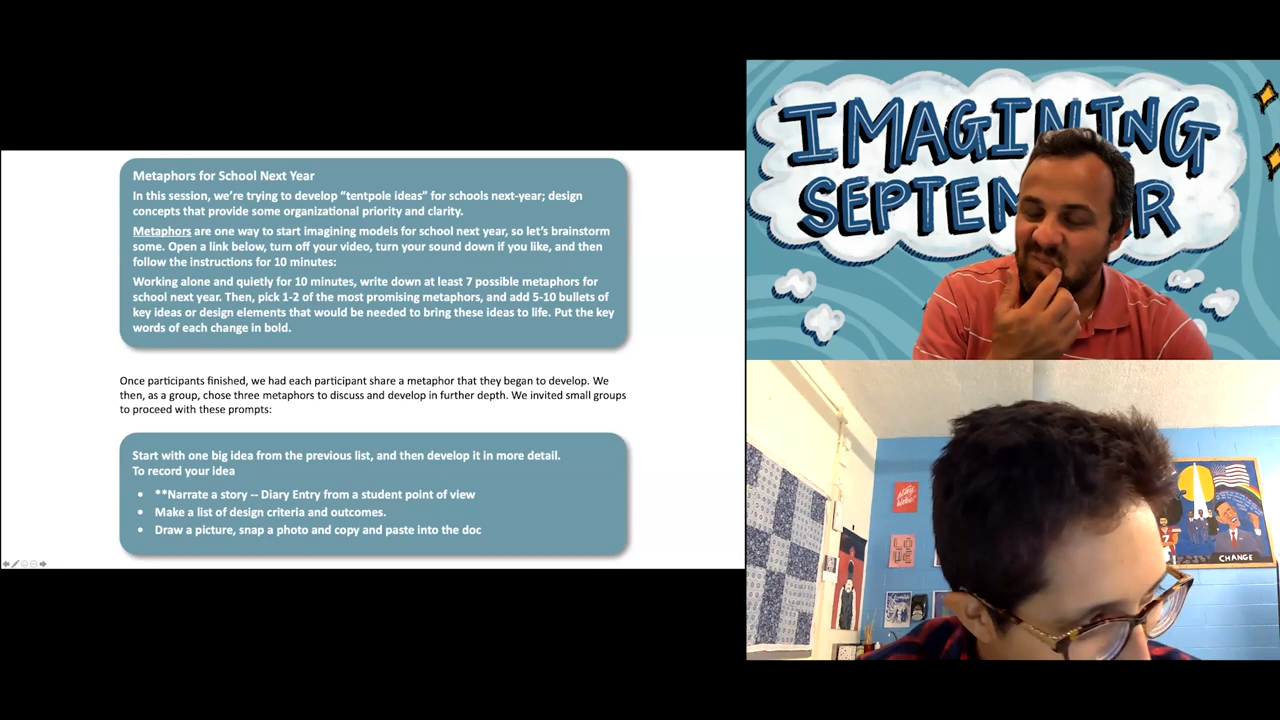 Metaphors for School Next Year
In this session, we're trying to develop “tentpole ideas” for schools next-year; design
concepts that provide some organizational priority and clarity.
Metaphors are one way to start imagining models for school next year, so let's brainstorm
some. Open a link below, turn off your video, turn your sound down if you like, and then
follow the instructions for 10 minutes:
Working alone and quietly for 10 minutes, write down at least 7 possible metaphors for
school next year. Then, pick 1-2 of the most promising metaphors, and add 5-10 bullets of
key ideas or design elements that would be needed to bring these ideas to life. Put the key
words of each change in bold.
Once participants finished, we had each participant share a metaphor that they began to develop. We
then, as a group, chose three metaphors to discuss and develop in further depth. We invited small groups
to proceed with these prompts:
Start with one big idea from the previous list, and then develop it in more detail.
To record your idea
• **Narrate a story -- Diary Entry from a student point of view
• Make a list of design criteria and outcomes.
• Draw a picture, snap a photo and copy and paste into the doc
IMAGINING
SEPTEM R
CHANGE